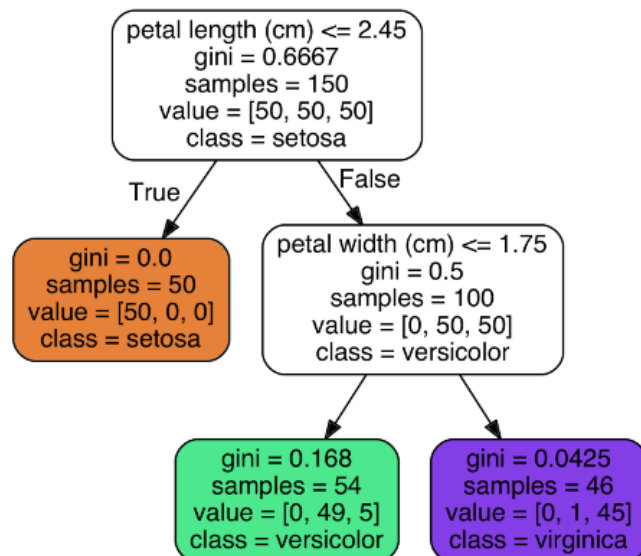 petal length (cm) <= 2.45
gini = 0.6667
samples = 150
value = [50, 50, 50]
class = setosa
True
False
gini = 0.0
samples = 50
value = [50, 0, 0]
class = setosa
petal width (cm) <= 1.75
gini = 0.5
samples = 100
value = [0, 50, 50]
class = versicolor
gini = 0.168
samples = 54
value = [0, 49, 5]
class = versicolor
gini = 0.0425
samples = 46
value = [0, 1, 45]
class = virginica